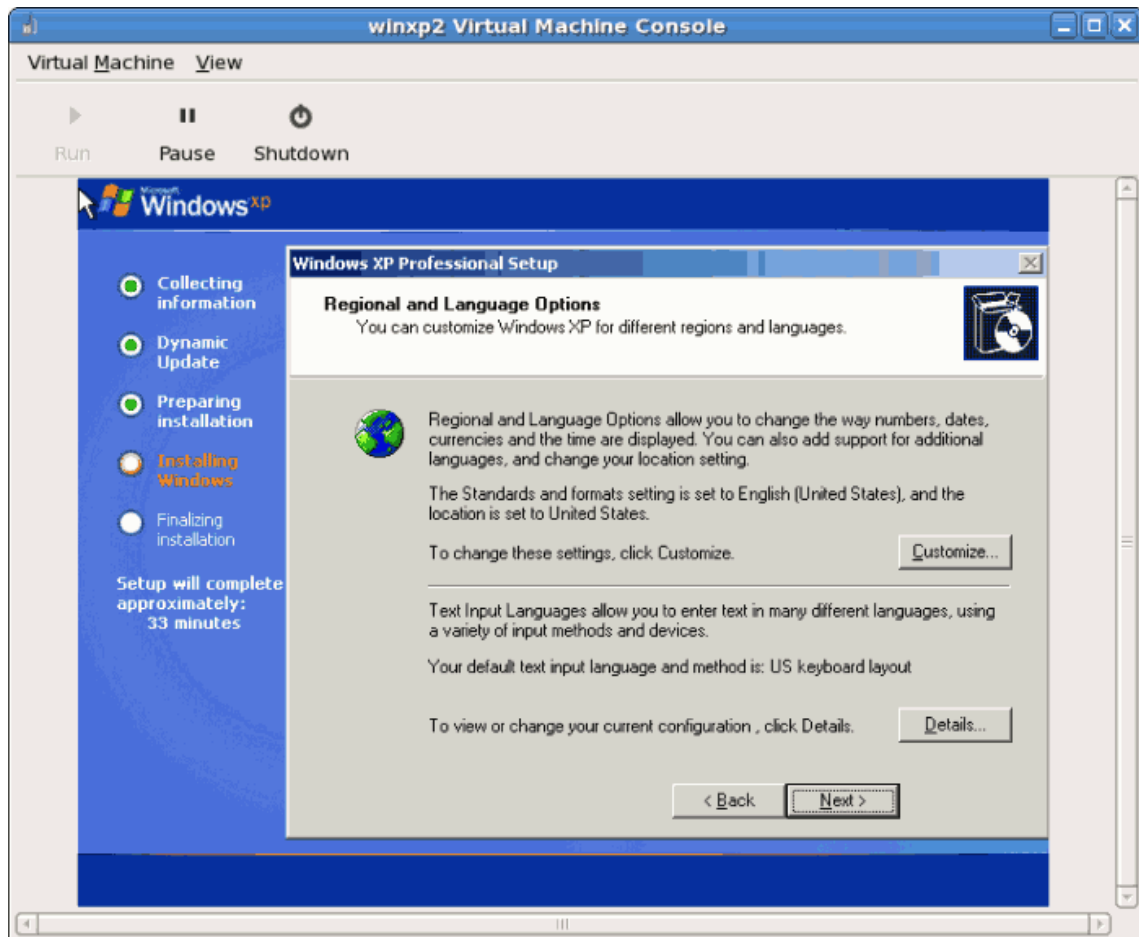 winxp2 Virtual Machine Console
Virtual Machine View
Run Pause Shutdown
Microsoft
Windows xp
Collecting
information
Dynamic
Update
Preparing
installation
Installing
Windows
Finalizing
installation
Setup will complete
approximately:
33 minutes
Windows XP Professional Setup
Regional and Language Options
You can customize Windows XP for different regions and languages.
Regional and Language Options allow you to change the way numbers, dates,
currencies and the time are displayed. You can also add support for additional
languages, and change your location setting.
The Standards and formats setting is set to English (United States), and the
location is set to United States.
To change these settings, click Customize.
Customize...
Text Input Languages allow you to enter text in many different languages, using
a variety of input methods and devices.
Your default text input language and method is: US keyboard layout
To view or change your current configuration , click Details.
Details...
< Back Next >